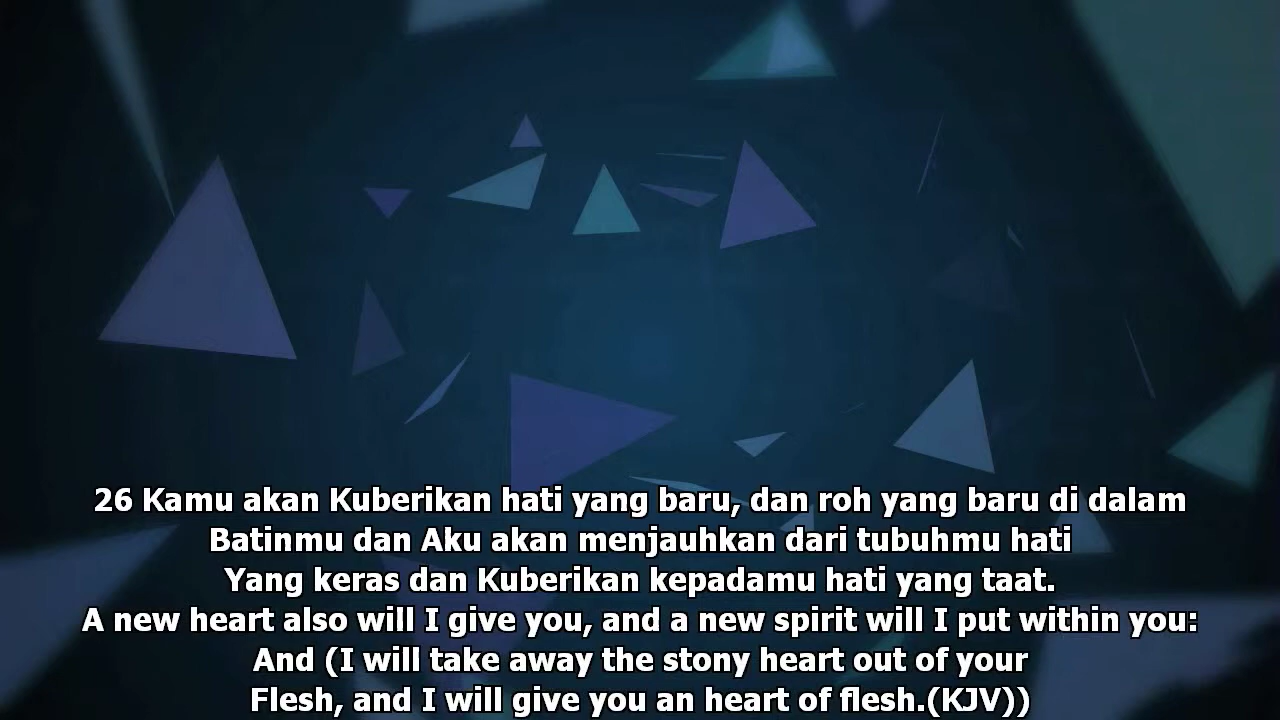 26 Kamu akan Kuberikan hati yang baru, dan roh yang baru di dalam
Batinmu dan Aku akan menjauhkan dari tubuhmu hati
Yang keras dan Kuberikan kepadamu hati yang taat.
A new heart also will I give you, and a new spirit will I put within you:
And (I will take away the stony heart out of your
Flesh, and I will give you an heart of flesh.(KJV))